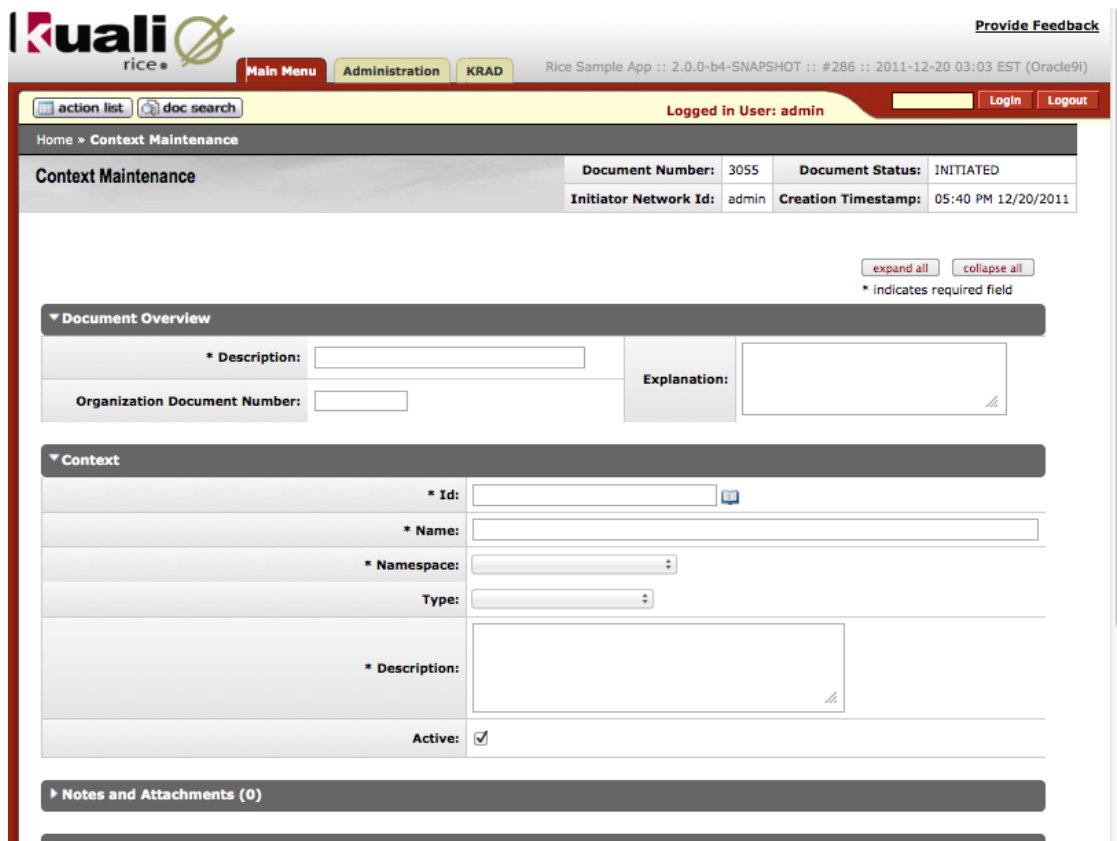 Kuali
rice
Provide Feedback
Main Menu Administration KRAD Rice Sample App :: 2.0.0-b4-SNAPSHOT :: #286 :: 2011-12-20 03:03 EST (Oracle9i)
action list doc search Logged in User: admin Login Logout
Home » Context Maintenance
Context Maintenance
Document Number: 3055 Document Status: INITIATED
Initiator Network Id: admin Creation Timestamp: 05:40 PM 12/20/2011
expand all collapse all
* indicates required field
Document Overview
* Description:
Explanation:
Organization Document Number:
Context
* Id:
* Name:
* Namespace:
Type:
* Description:
Active:
Notes and Attachments (0)